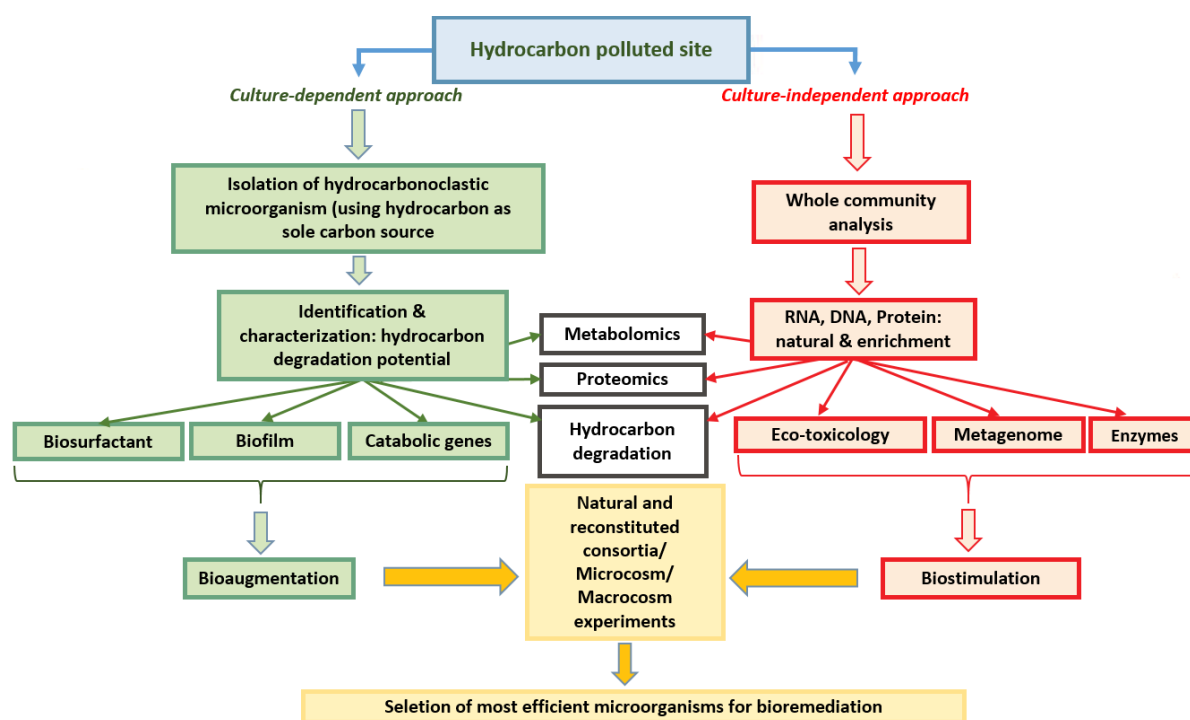 Hydrocarbon polluted site
Culture-dependent approach
Culture-independent approach
Isolation of hydrocarbonoclastic
microorganism (using hydrocarbon as
sole carbon source
Whole community
analysis
Identification &
characterization: hydrocarbon
degradation potential
Metabolomics
RNA, DNA, Protein:
natural & enrichment
Proteomics
Biosurfactant
Biofilm
Catabolic genes
Hydrocarbon
degradation
Eco-toxicology
Metagenome
Enzymes
Natural and
reconstituted
consortia/
Microcosm/
Macrocosm
experiments
Bioaugmentation
Biostimulation
Seletion of most efficient microorganisms for bioremediation